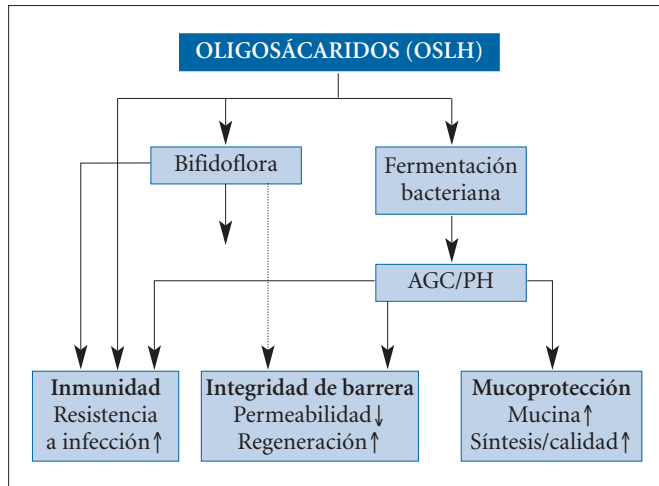 OLIGOSÁCARIDOS (OSLH)
Bifidoflora
Fermentación
bacteriana
AGC/PH
Inmunidad
Resistencia
a infección↑
Integridad de barrera
Permeabilidad↓
Regeneración↑
Mucoprotección
Mucina↑
Síntesis/calidad↑